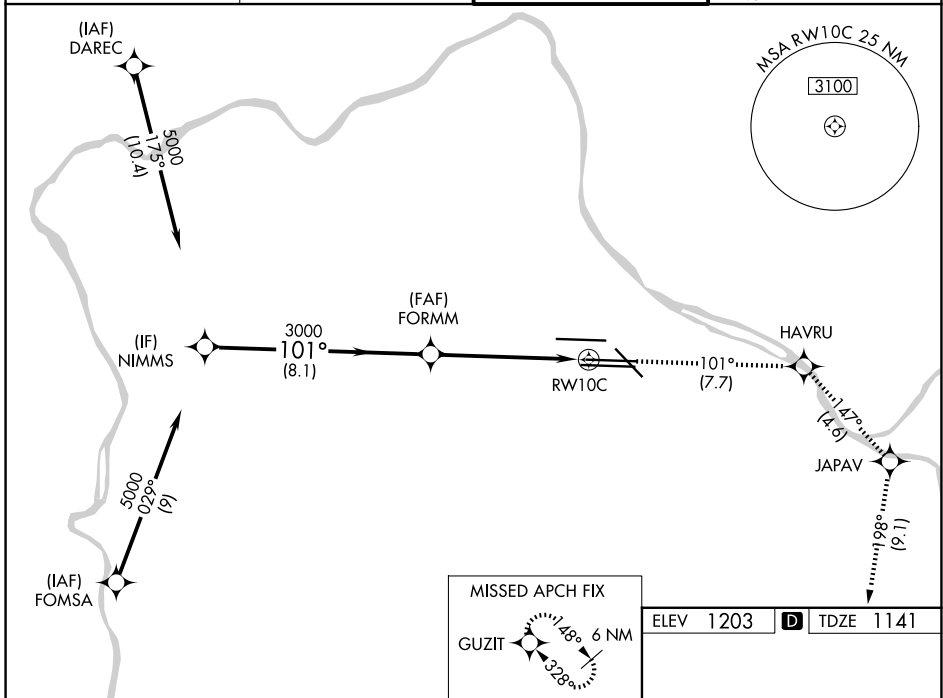 (IAF)
DAREC
5000
175°
(10.4)
MSA RW10C 25 NM
3100
(IF)
NIMMS
3000
101°
(8.1)
(FAF)
FORMM
RW10C
101°
(7.7)
HAVRU
147°
(4.6)
JAPAV
198°
(9.1)
5000
029°
(9)
(IAF)
FOMSA
MISSED APCH FIX
GUZIT
148°
6 NM
328°
ELEV 1203 D TDZE 1141